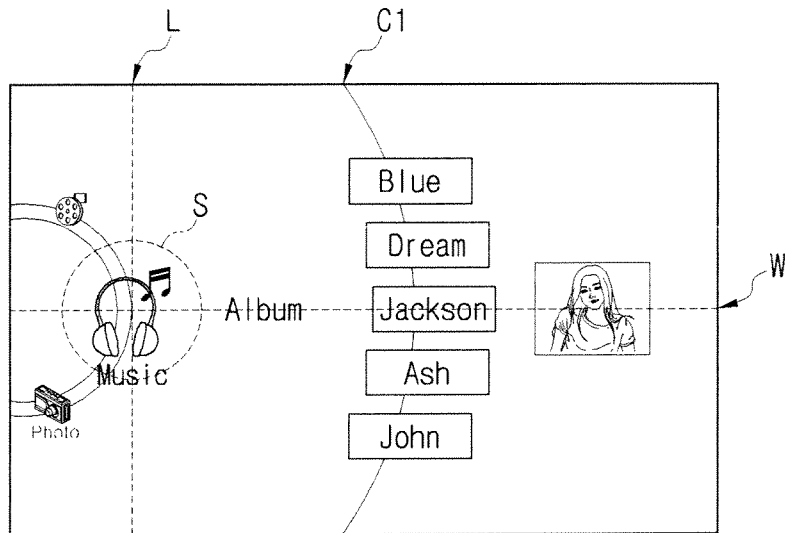 L
C1
Blue
S
Dream
W
Album
Jackson
Music
Ash
Photo
John